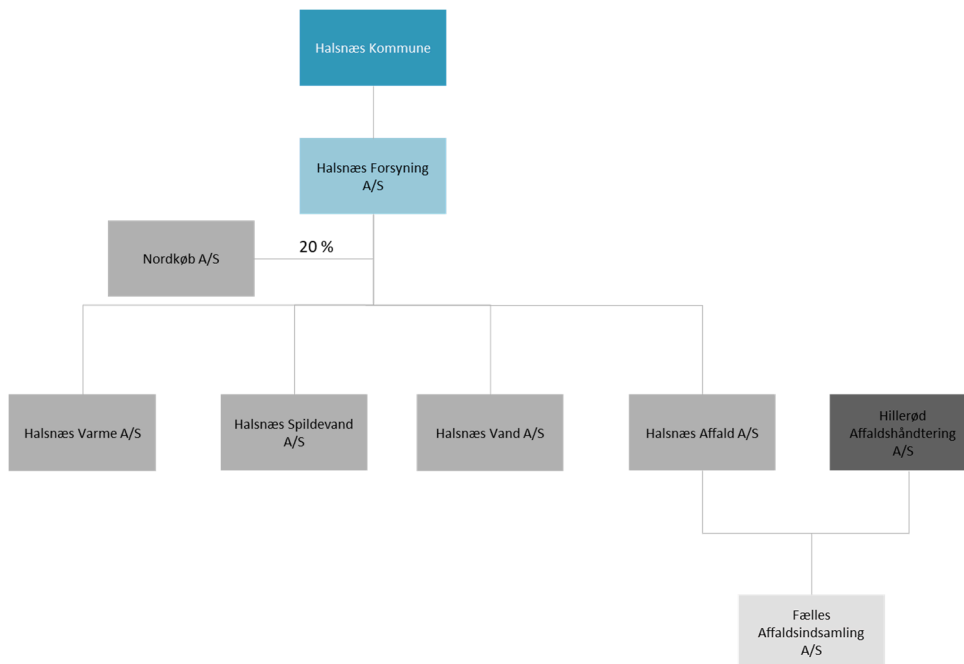 Halsnæs Kommune
Halsnæs Forsyning
A/S
20 %
Nordkøb A/S
Halsnæs Varme A/S
Halsnæs Spildevand
A/S
Halsnæs Vand A/S
Halsnæs Affald A/S
Hillerød
Affaldshåndtering
A/S
Fælles
Affaldsindsamling
A/S